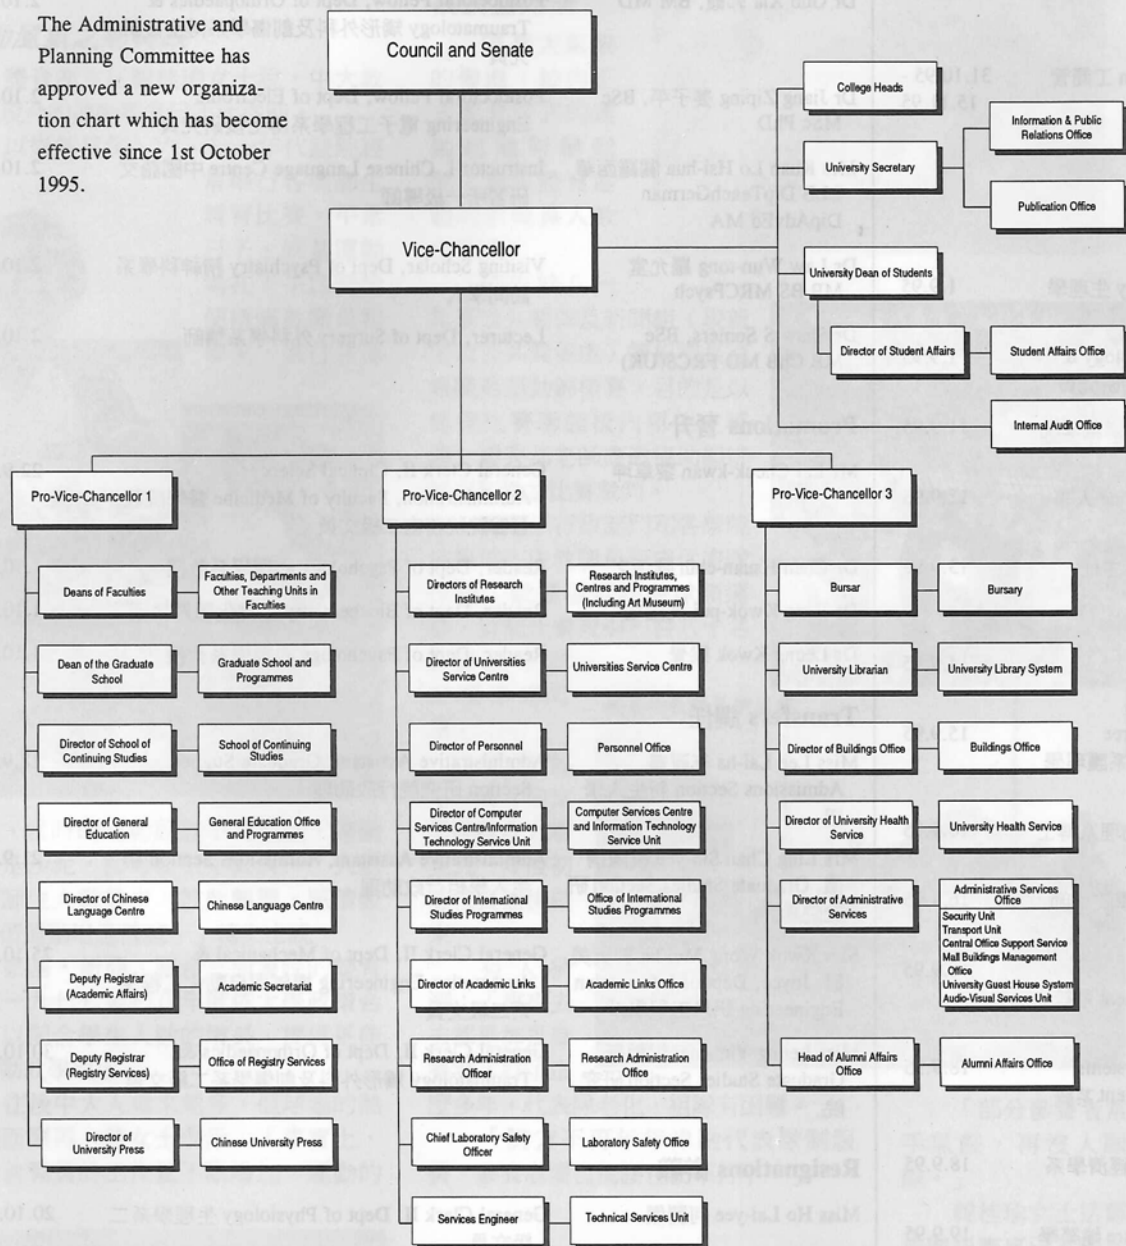 The Administrative and
Planning Committee has
approved a new organiza-
tion chart which has become
effective since 1st October
1995.
Council and Senate
Vice-Chancellor
College Heads
University Secretary
Information & Public
Relations Office
Publication Office
University Dean of Students
Director of Student Affairs
Student Affairs Office
Internal Audit Office
Pro-Vice-Chancellor 1
Deans of Faculties
Faculties, Departments and
Other Teaching Units in
Faculties
Dean of the Graduate
School
Graduate School and
Programmes
Director of School of
Continuing Studies
School of Continuing
Studies
Director of General
Education
General Education Office
and Programmes
Director of Chinese
Language Centre
Chinese Language Centre
Deputy Registrar
(Academic Affairs)
Academic Secretariat
Deputy Registrar
(Registry Services)
Office of Registry Services
Director of
University Press
Chinese University Press
Pro-Vice-Chancellor 2
Directors of Research
Institutes
Research Institutes,
Centres and Programmes
(Including Art Museum)
Director of Universities
Service Centre
Universities Service Centre
Director of Personnel
Personnel Office
Director of Computer
Services Centre/Information
Technology Service Unit
Computer Services Centre
and Information Technology
Service Unit
Director of International
Studies Programmes
Office of International
Studies Programmes
Director of Academic Links
Academic Links Office
Research Administration
Officer
Research Administration
Office
Chief Laboratory Safety
Officer
Laboratory Safety Office
Services Engineer
Technical Services Unit
Pro-Vice-Chancellor 3
Bursar
Bursary
University Librarian
University Library System
Director of Buildings Office
Buildings Office
Director of University Health
Service
University Health Service
Director of Administrative
Services
Administrative Services
Office
Security Unit
Transport Unit
Central Office Support Service
Mall Buildings Management
Office
University Guest House System
Audio-Visual Services Unit
Head of Alumni Affairs
Office
Alumni Affairs Office